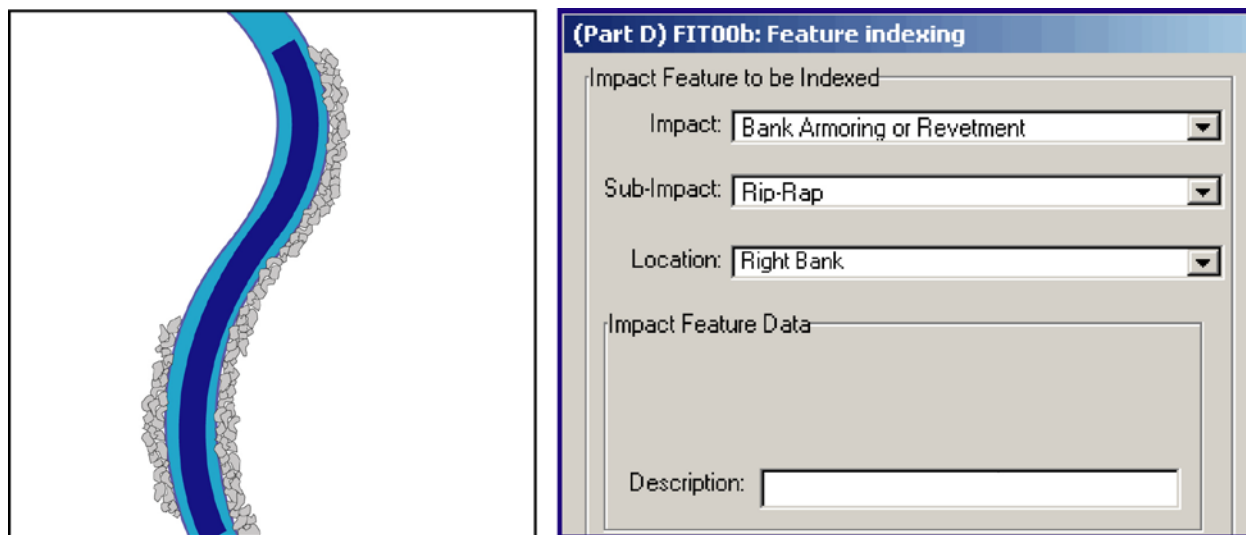 (Part D) FIT00b: Feature indexing
Impact Feature to be Indexed
Impact: Bank Armoring or Revetment
Sub-Impact: Rip-Rap
Location: Right Bank
Impact Feature Data
Description: